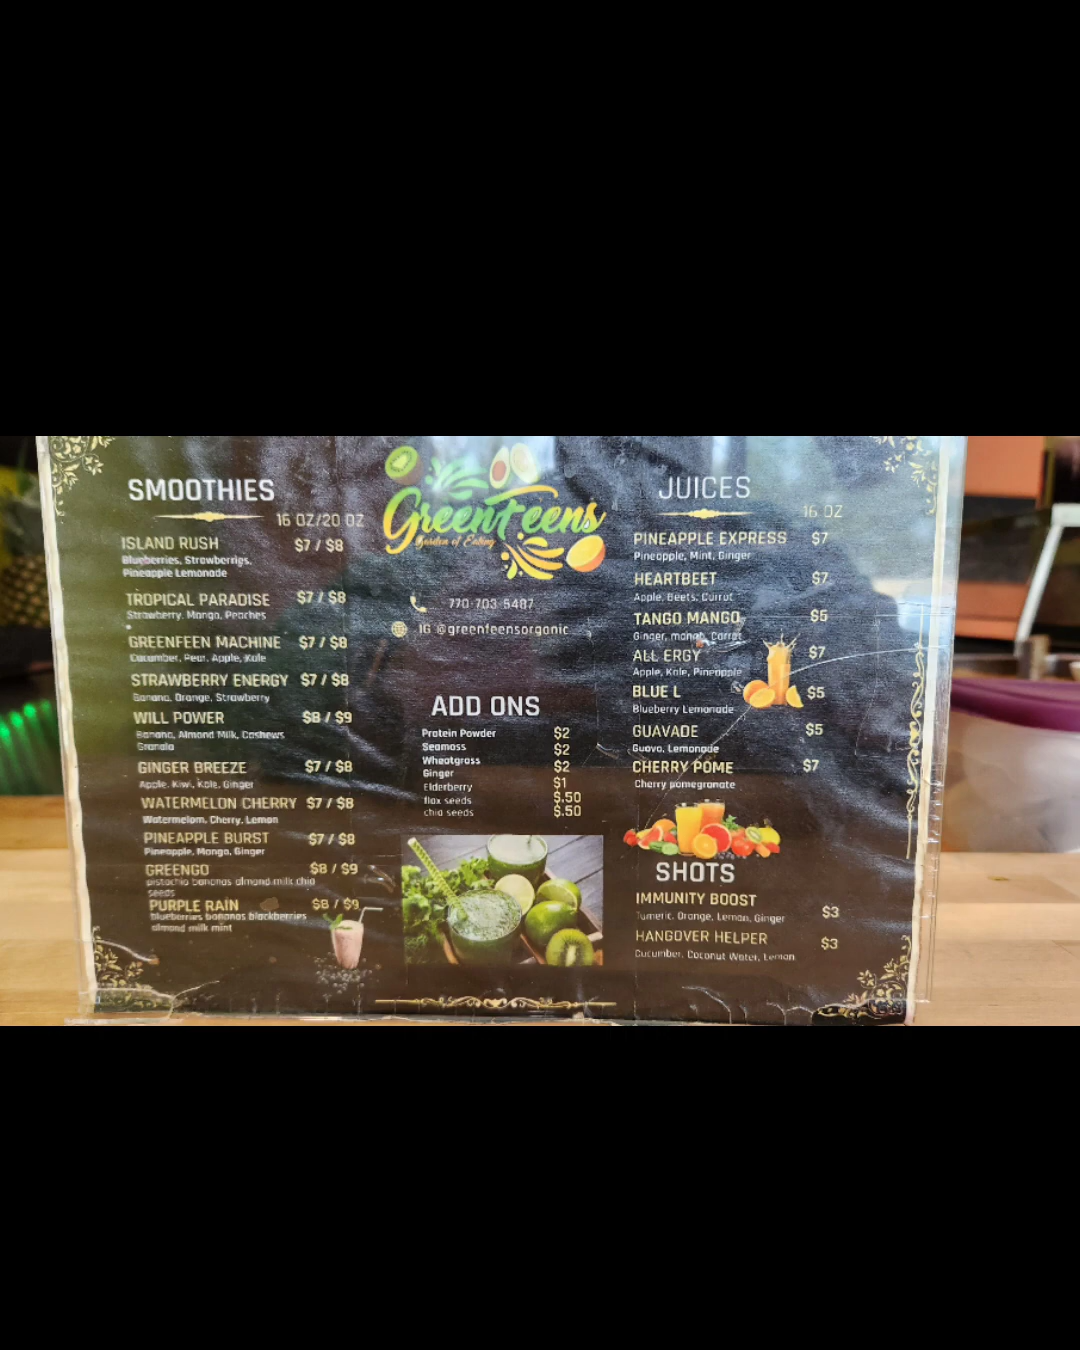 SMOOTHIES
16 OZ/20 OZ
ISLAND RUSH $7 / $8
Blueberries, Strawberries,
Pineapple Lemonade
TROPICAL PARADISE $7 / $8
Strawberry, Mango, Peaches
GREENFEEN MACHINE $7 / $8
Cucumber, Pear, Apple, Kale
STRAWBERRY ENERGY $7 / $8
Banana, Orange, Strawberry
WILL POWER $8 / $9
Banana, Almond Milk, Cashews
Granola
GINGER BREEZE $7 / $8
Apple, Kiwi, Kale, Ginger
WATERMELON CHERRY $7 / $8
Watermelom, Cherry, Lemon
PINEAPPLE BURST $7 / $8
Pineapple, Mango, Ginger
GREENGO $8 / $9
pistachio bananas almond milk chia
seeds
PURPLE RAIN $8 / $9
Blueberries bananas blackberries
almond milk mint
GreenFeens
Garden of Eating
770-703-5487
IG @greenfeensorganic
ADD ONS
Protein Powder $2
Seamoss $2
Wheatgrass $2
Ginger $1
Elderberry $.50
flax seeds $.50
chia seeds
JUICES
16 OZ
PINEAPPLE EXPRESS $7
Pineapple, Mint, Ginger
HEARTBEET $7
Apple, Beets, Carrot
TANGO MANGO $5
Ginger, mango, Carrot
ALL ERGY $7
Apple, Kale, Pineapple
BLUE L $5
Blueberry Lemonade
GUAVADE $5
Guava, Lemonade
CHERRY POME $7
Cherry pomegranate
SHOTS
IMMUNITY BOOST $3
Tumeric, Orange, Lemon, Ginger
HANGOVER HELPER $3
Cucumber, Coconut Water, Lemon